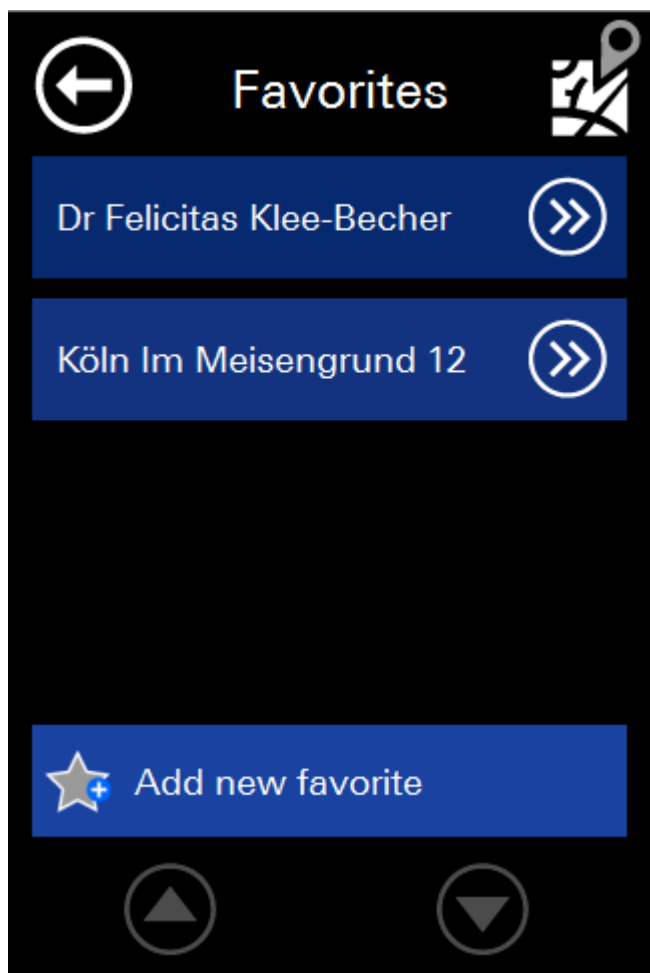 Favorites
Dr Felicitas Klee-Becher
Köln Im Meisengrund 12
Add new favorite